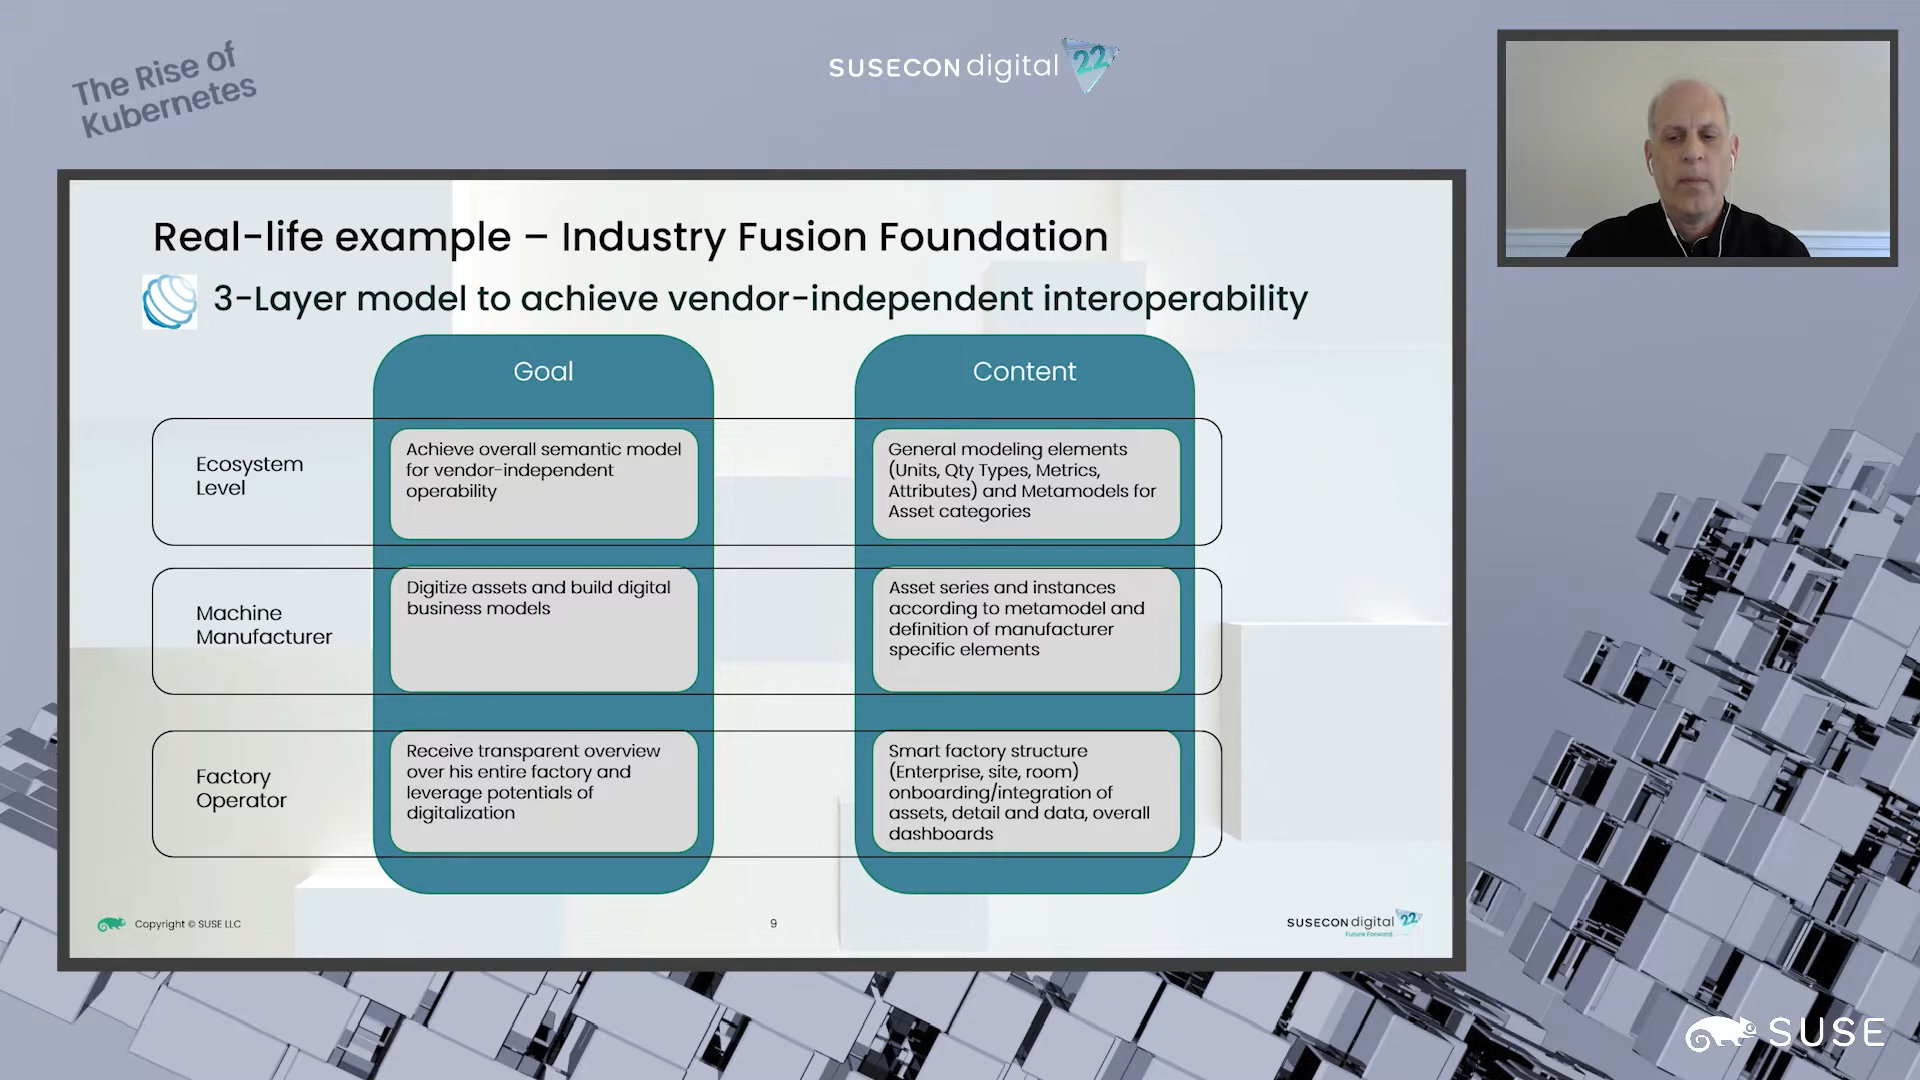 The Rise of
Kubernetes
SUSECON digital 22
Real-life example – Industry Fusion Foundation
3-Layer model to achieve vendor-independent interoperability
Goal
Content
Ecosystem
Level
Achieve overall semantic model
for vendor-independent
operability
General modeling elements
(Units, Qty Types, Metrics,
Attributes) and Metamodels for
Asset categories
Machine
Manufacturer
Digitize assets and build digital
business models
Asset series and instances
according to metamodel and
definition of manufacturer
specific elements
Factory
Operator
Receive transparent overview
over his entire factory and
leverage potentials of
digitalization
Smart factory structure
(Enterprise, site, room)
onboarding/integration of
assets, detail and data, overall
dashboards
Copyright © SUSE LLC
9
SUSECON digital 22
Future Forward.
SUSE